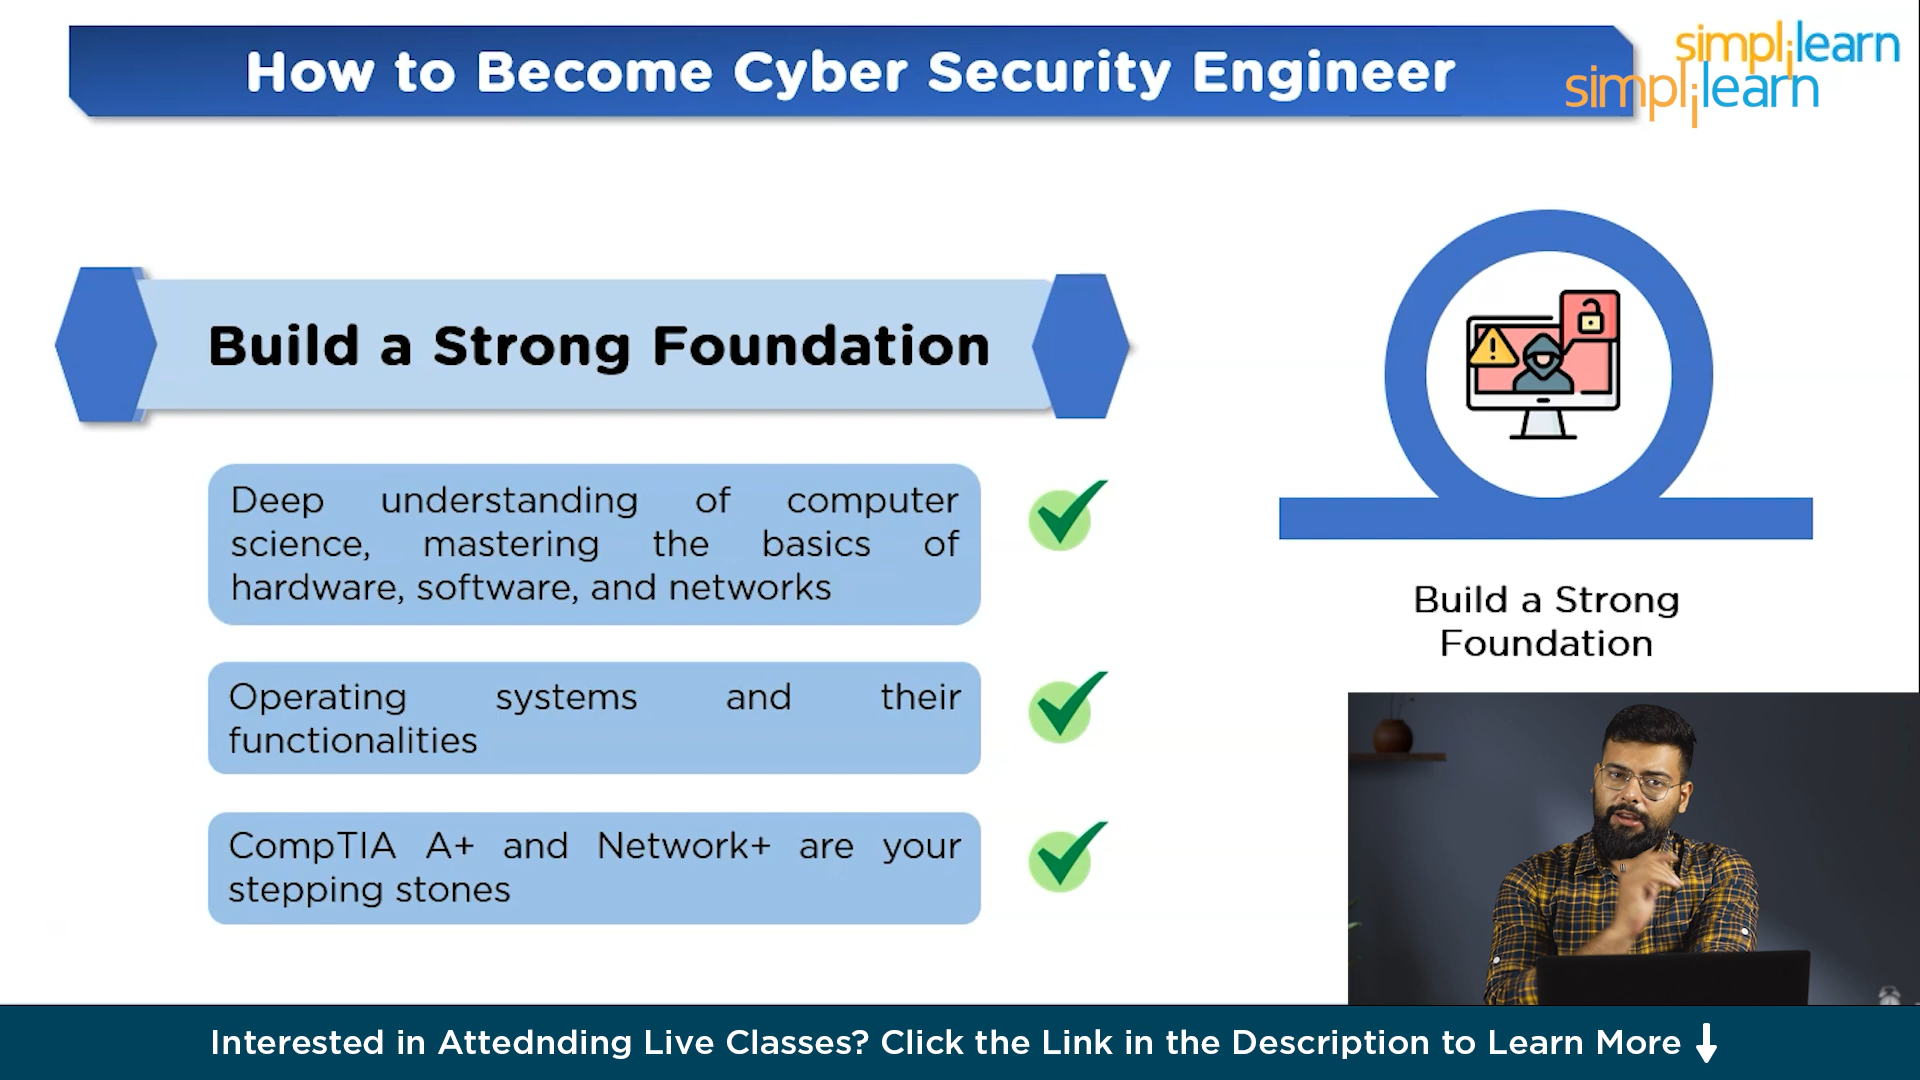 How to Become Cyber Security Engineer
simplilearn
simplilearn
Build a Strong Foundation
Deep understanding of computer
science, mastering the basics of
hardware, software, and networks
Operating systems and their
functionalities
CompTIA A+ and Network+ are your
stepping stones
Build a Strong
Foundation
Interested in Attednding Live Classes? Click the Link in the Description to Learn More